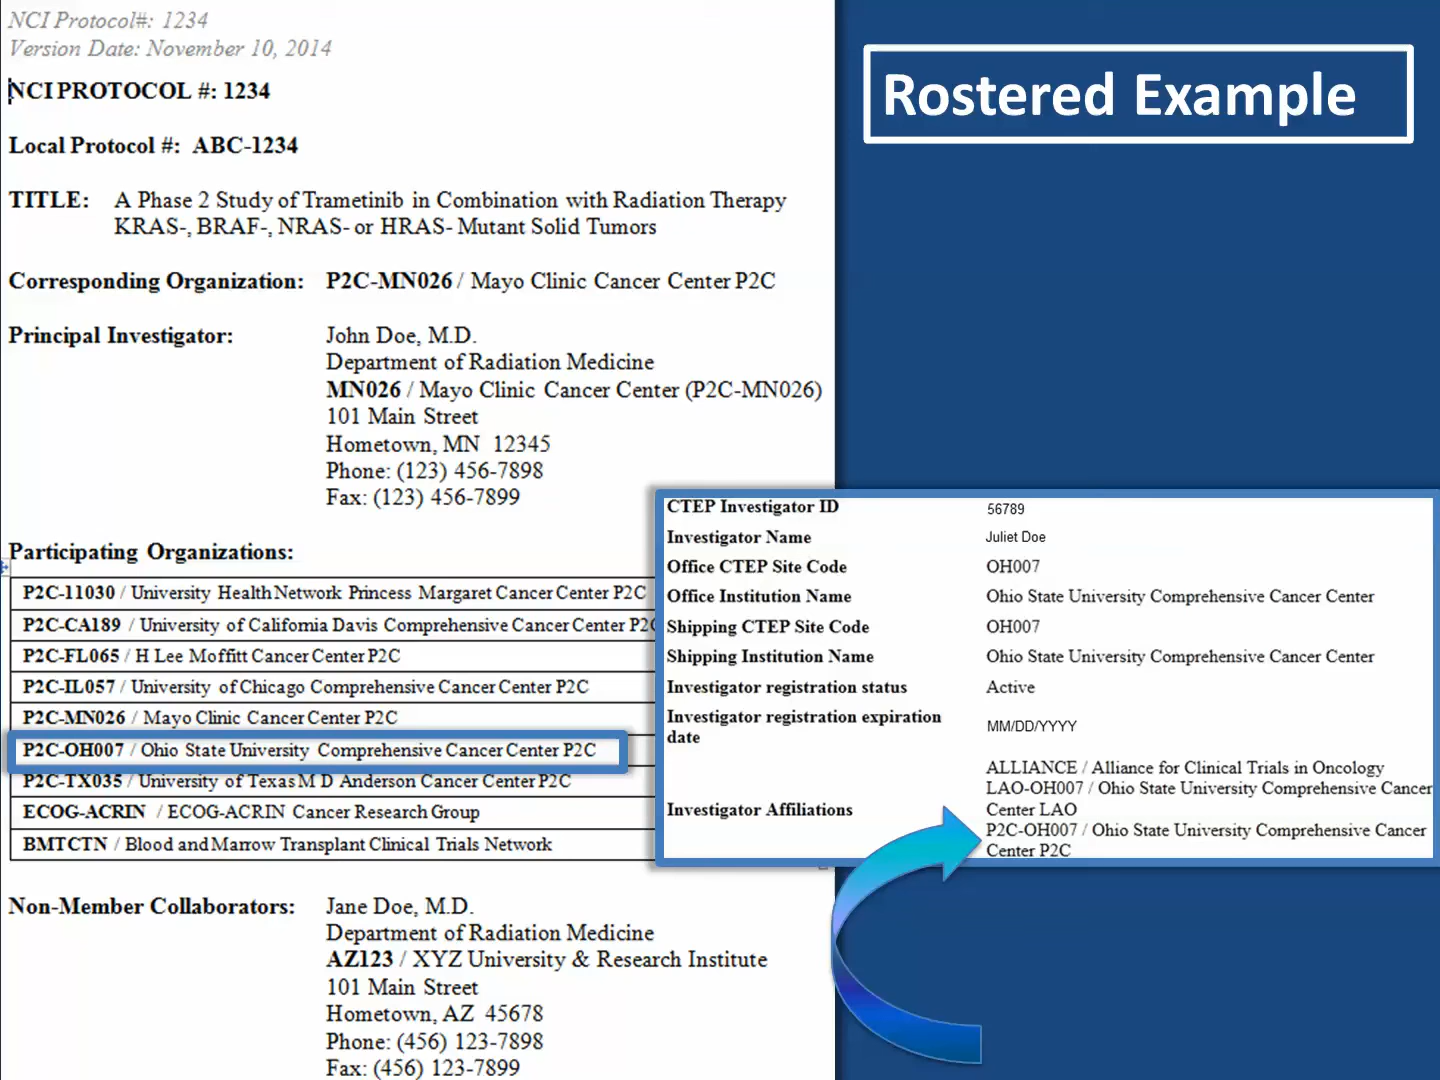 NCI Protocol#: 1234
Version Date: November 10, 2014
NCI PROTOCOL #: 1234
Local Protocol #: ABC-1234
TITLE: A Phase 2 Study of Trametinib in Combination with Radiation Therapy
KRAS-, BRAF-, NRAS- or HRAS- Mutant Solid Tumors
Corresponding Organization: P2C-MN026 / Mayo Clinic Cancer Center P2C
Principal Investigator: John Doe, M.D.
Department of Radiation Medicine
MN026 / Mayo Clinic Cancer Center (P2C-MN026)
101 Main Street
Hometown, MN 12345
Phone: (123) 456-7898
Fax: (123) 456-7899
Participating Organizations:
P2C-11030 / University Health Network Princess Margaret Cancer Center P2C
P2C-CA189 / University of California Davis Comprehensive Cancer Center P2C
P2C-FL065 / H Lee Moffitt Cancer Center P2C
P2C-IL057 / University of Chicago Comprehensive Cancer Center P2C
P2C-MN026 / Mayo Clinic Cancer Center P2C
P2C-OH007 / Ohio State University Comprehensive Cancer Center P2C
P2C-TX035 / University of Texas M D Anderson Cancer Center P2C
ECOG-ACRIN / ECOG-ACRIN Cancer Research Group
BMTCTN / Blood and Marrow Transplant Clinical Trials Network
Non-Member Collaborators: Jane Doe, M.D.
Department of Radiation Medicine
AZ123 / XYZ University & Research Institute
101 Main Street
Hometown, AZ 45678
Phone: (456) 123-7898
Fax: (456) 123-7899
Rostered Example
CTEP Investigator ID 56789
Investigator Name Juliet Doe
Office CTEP Site Code OH007
Office Institution Name Ohio State University Comprehensive Cancer Center
Shipping CTEP Site Code OH007
Shipping Institution Name Ohio State University Comprehensive Cancer Center
Investigator registration status Active
Investigator registration expiration
date MM/DD/YYYY
Investigator Affiliations ALLIANCE / Alliance for Clinical Trials in Oncology
LAO-OH007 / Ohio State University Comprehensive Cancer
Center LAO
P2C-OH007 / Ohio State University Comprehensive Cancer
Center P2C